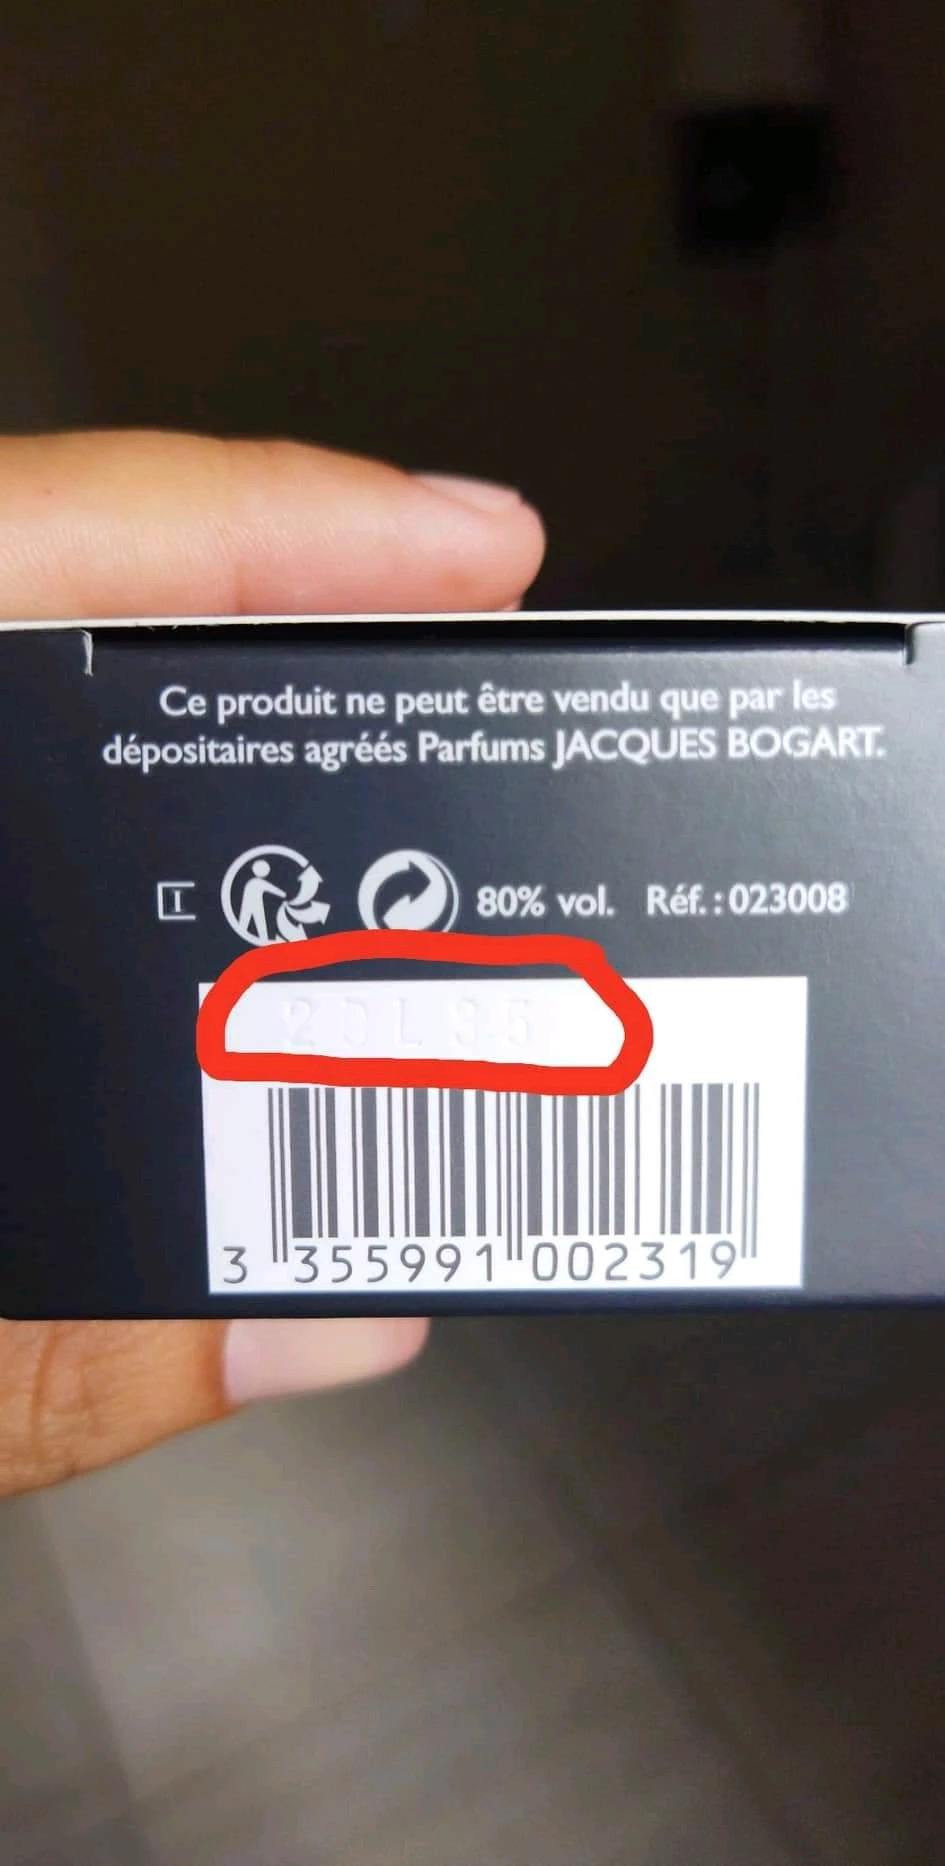 Ce produit ne peut être vendu que par les
dépositaires agréés Parfums JACQUES BOGART.
I 80% vol. Réf. : 023008
3 355991 002319